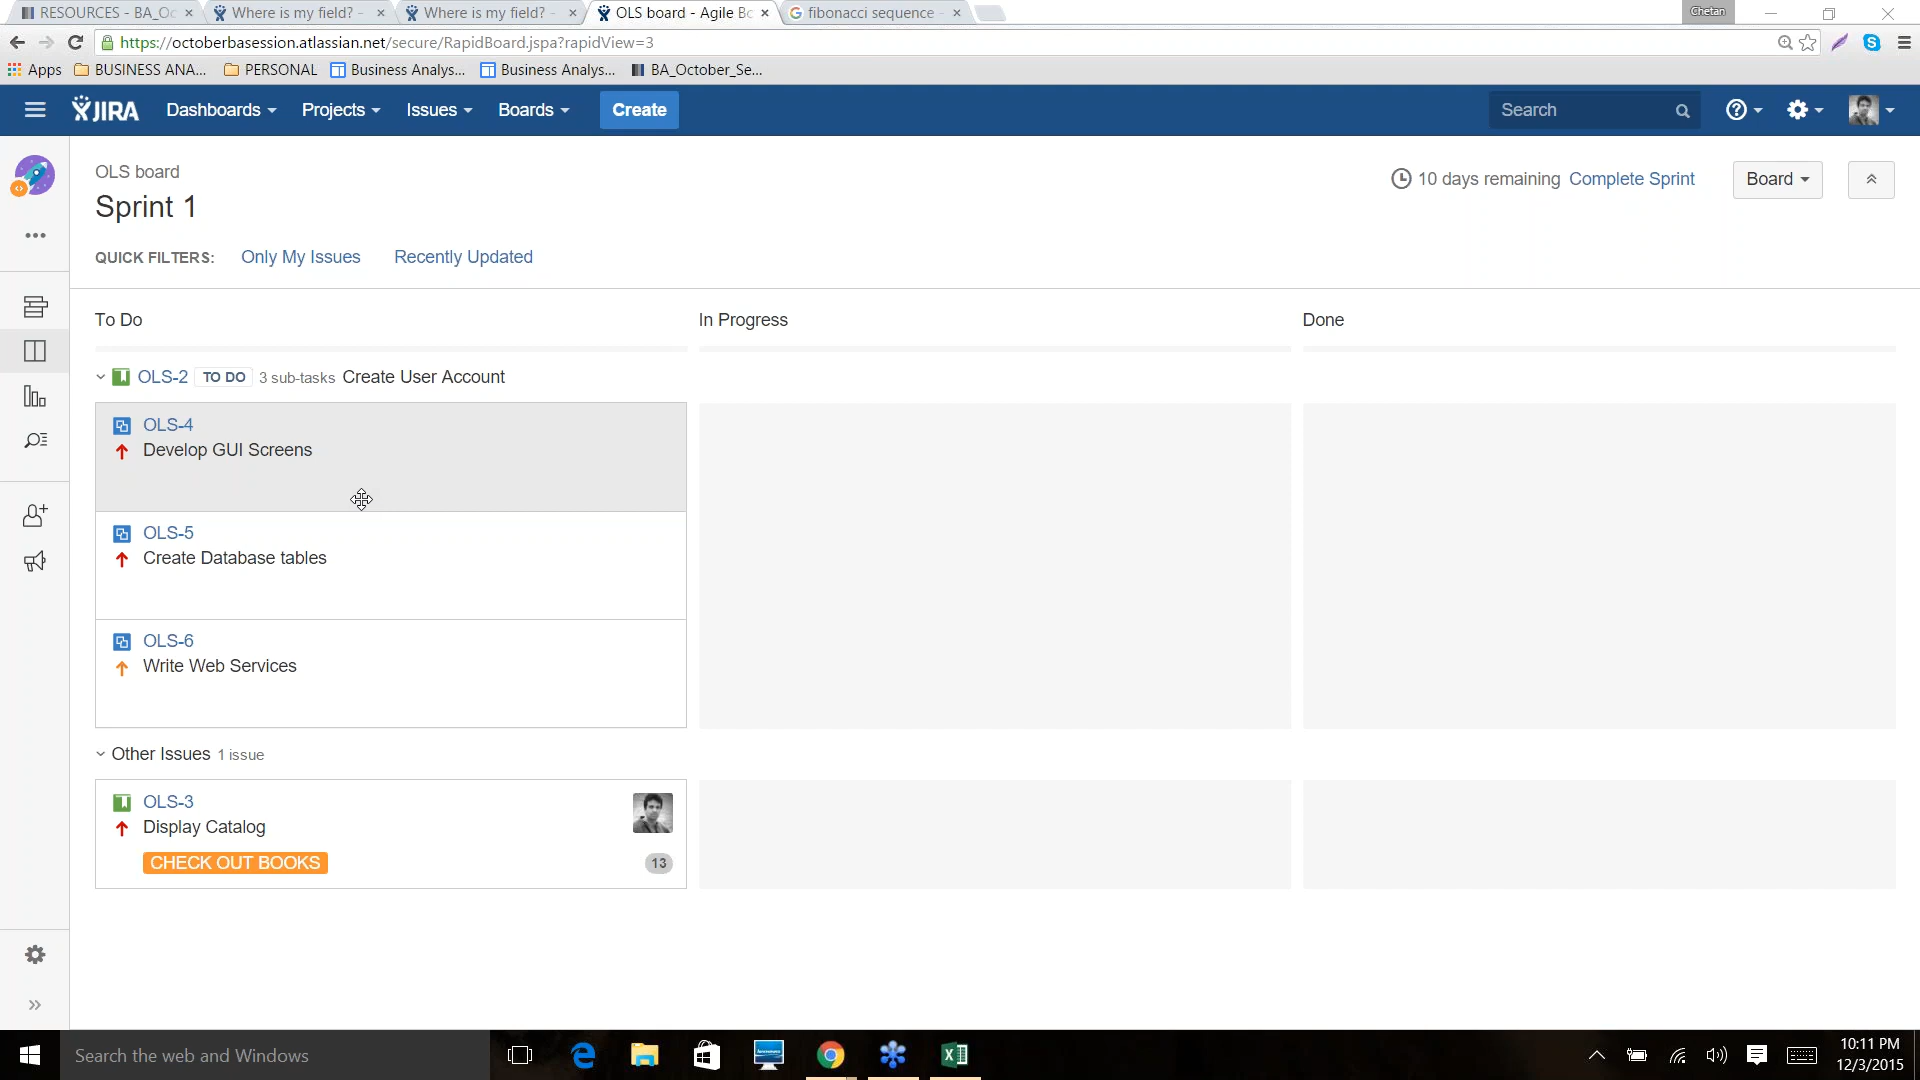 RESOURCES - BA_Oc
Where is my field? -
Where is my field? -
OLS board - Agile Bo
fibonacci sequence -
Chetan
https://octoberbasession.atlassian.net/secure/RapidBoard.jspa?rapidView=3
Apps
BUSINESS ANA...
PERSONAL
Business Analys...
Business Analys...
BA_October_Se...
JIRA
Dashboards
Projects
Issues
Boards
Create
Search
OLS board
Sprint 1
10 days remaining
Complete Sprint
Board
QUICK FILTERS:
Only My Issues
Recently Updated
To Do
In Progress
Done
OLS-2 TO DO 3 sub-tasks Create User Account
OLS-4
Develop GUI Screens
OLS-5
Create Database tables
OLS-6
Write Web Services
Other Issues 1 issue
OLS-3
Display Catalog
CHECK OUT BOOKS
13
Search the web and Windows
10:11 PM
12/3/2015